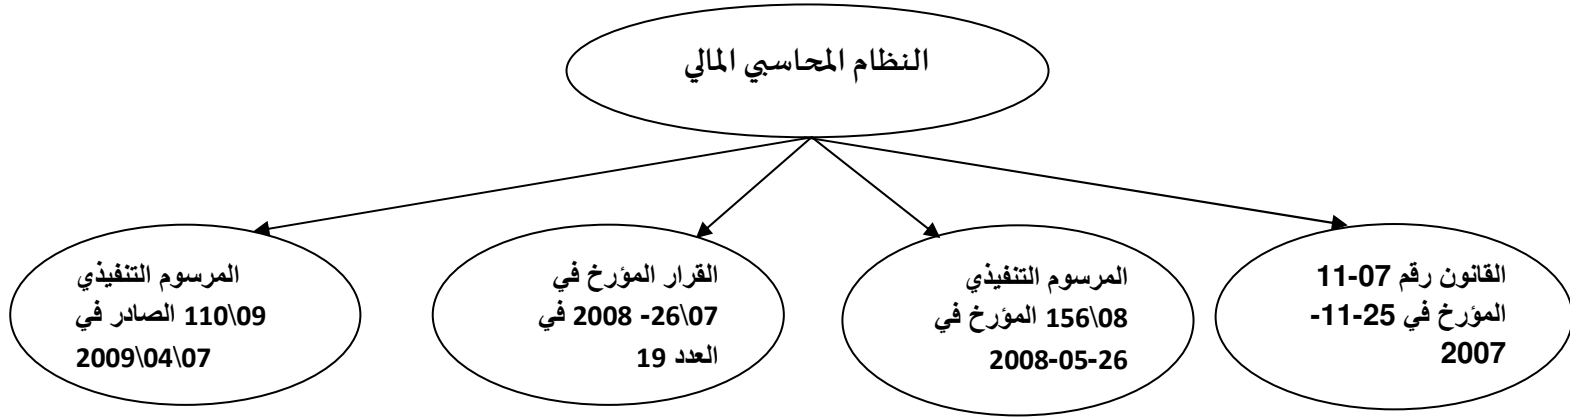 النظام المحاسبي المالي
القانون رقم 07-11
المؤرخ في 25-11-
2007
المرسوم التنفيذي
08\156 المؤرخ في
26-05-2008
القرار المؤرخ في
07\26- 2008 في
العدد 19
المرسوم التنفيذي
09\110 الصادر في
07\04\2009